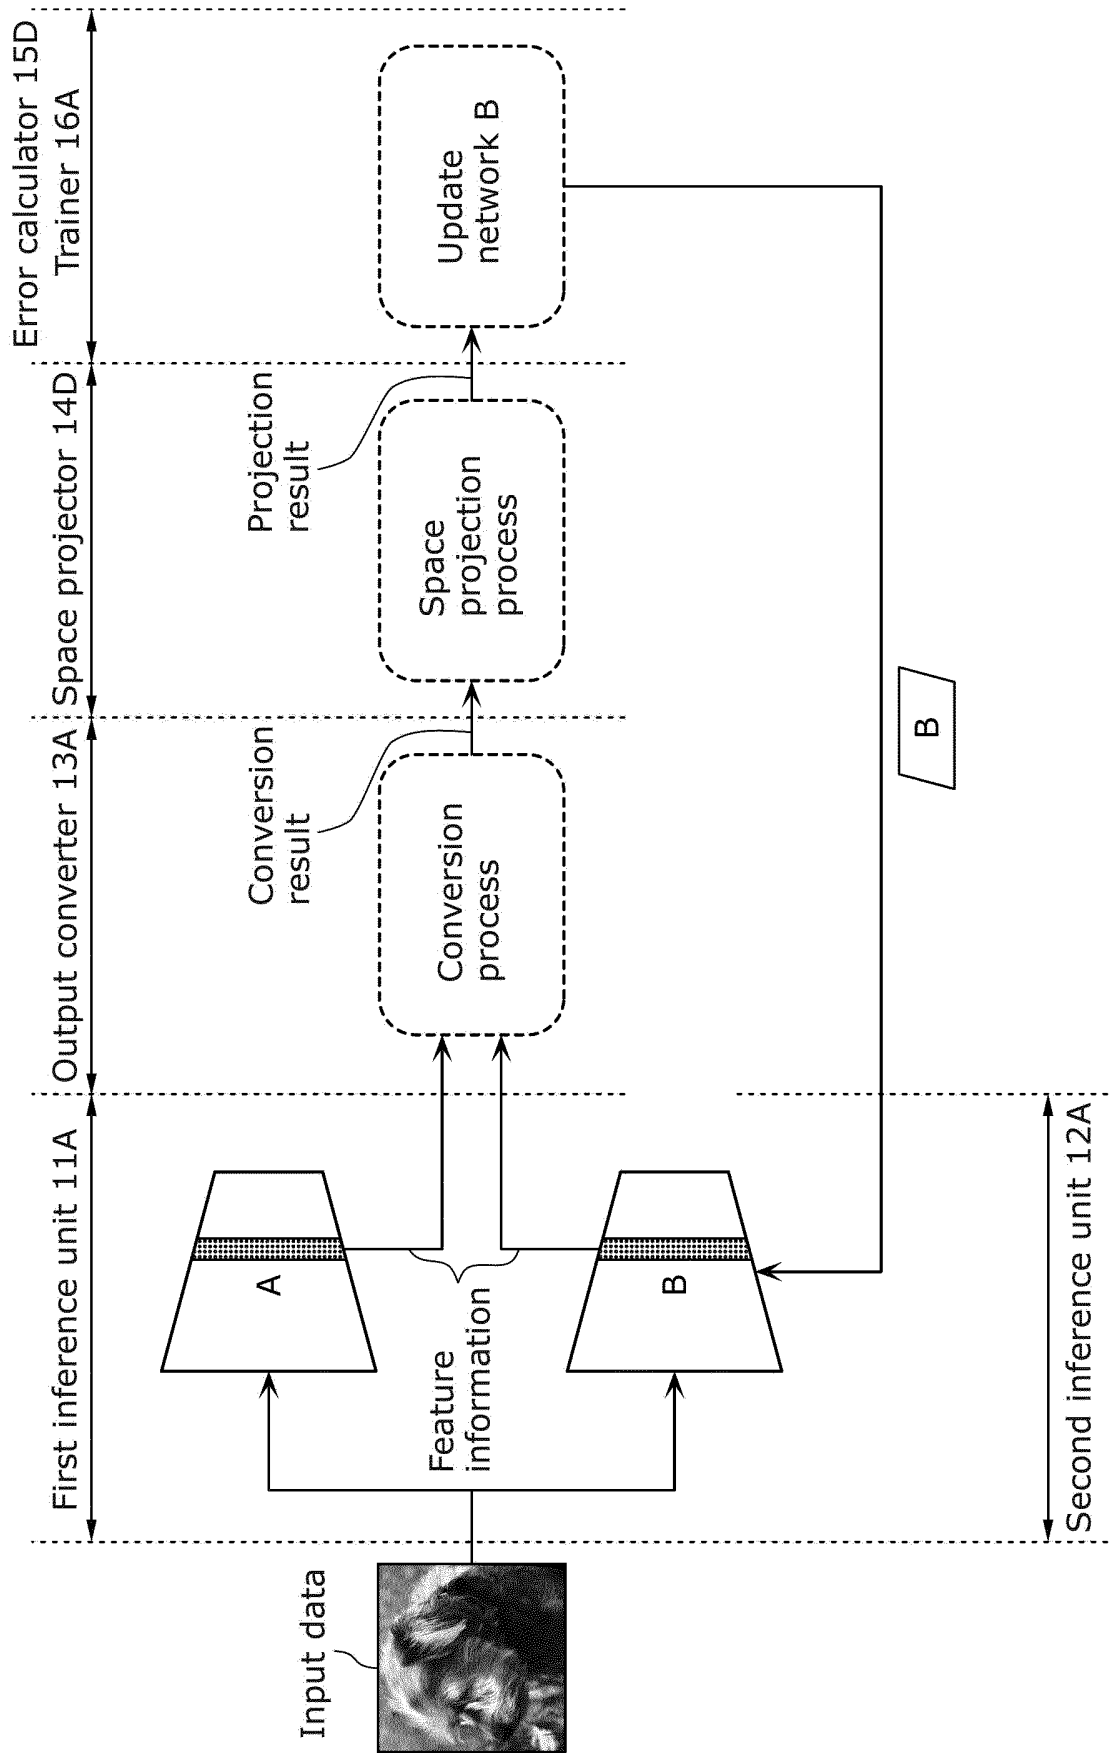 First inference unit 11A
Output converter 13A
Space projector 14D
Error calculator 15D
Trainer 16A
Input data
A
Feature
information
B
Conversion
result
Conversion
process
Projection
result
Space
projection
process
Update
network B
B
Second inference unit 12A